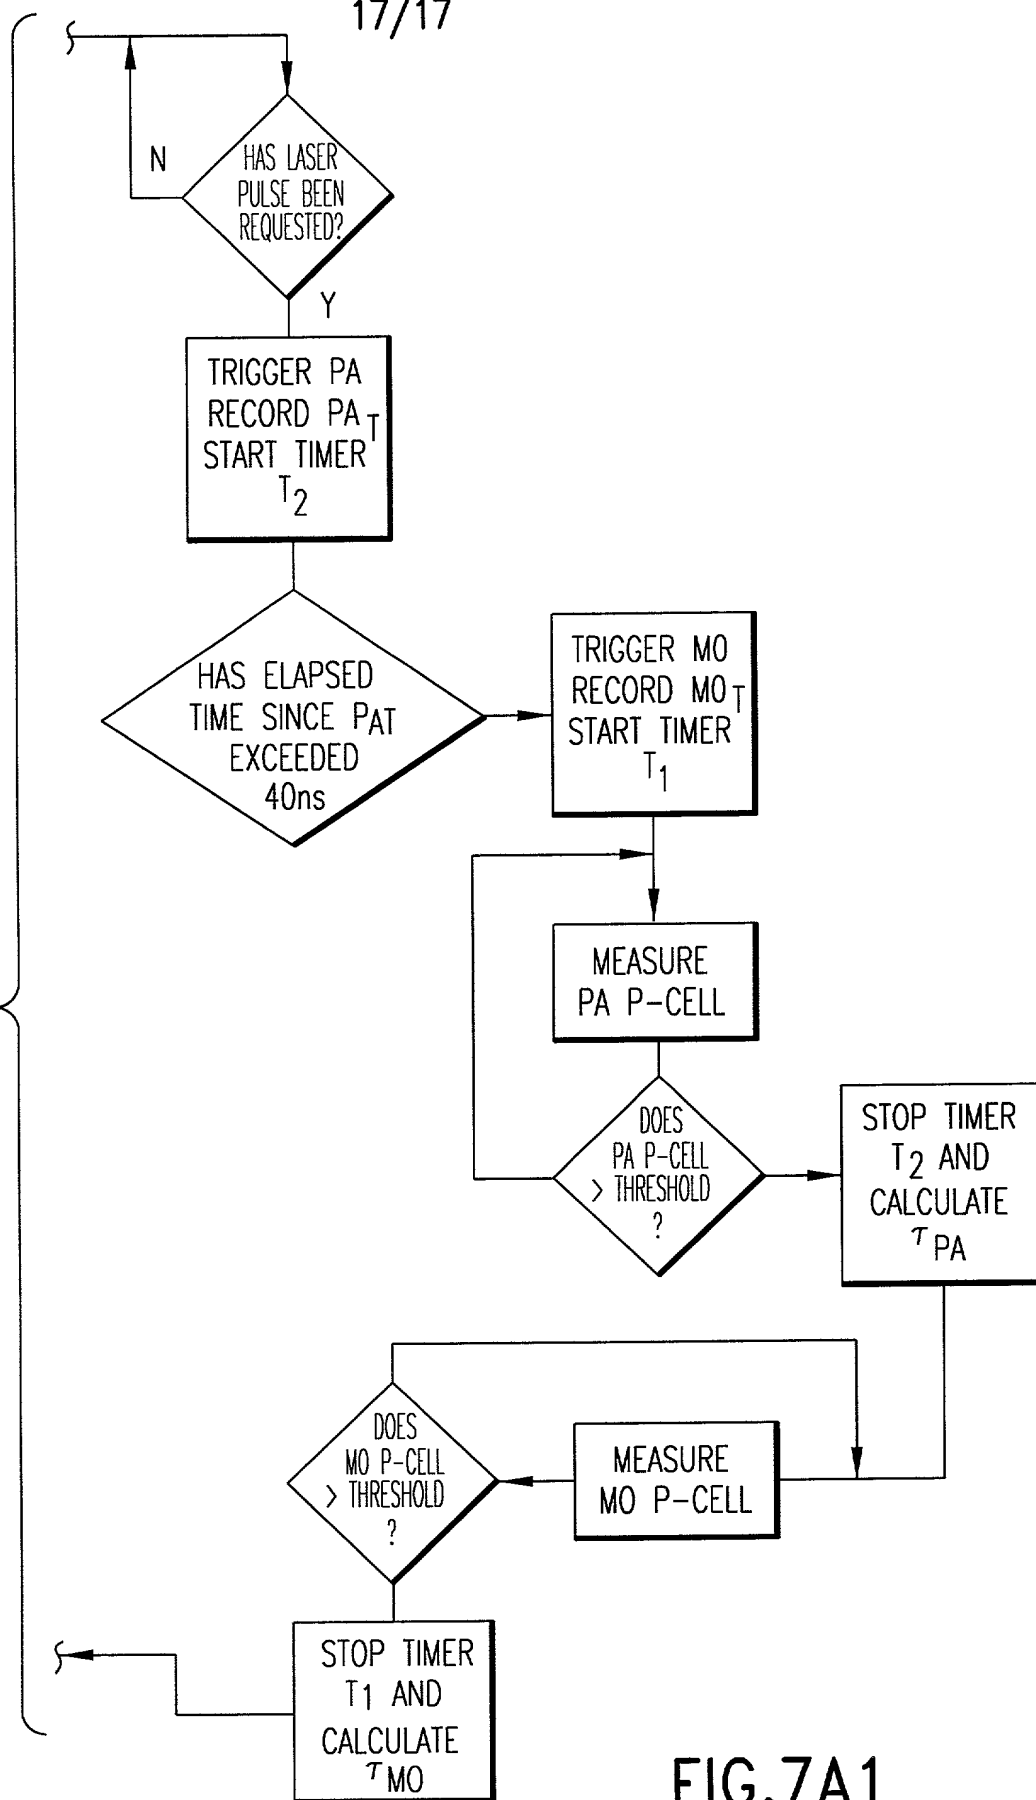 17/17
HAS LASER
PULSE BEEN
REQUESTED?
N
Y
TRIGGER PA
RECORD PAT
START TIMER
T2
HAS ELAPSED
TIME SINCE PAT
EXCEEDED
40ns
TRIGGER MO
RECORD MOT
START TIMER
T1
MEASURE
PA P-CELL
DOES
PA P-CELL
> THRESHOLD
?
STOP TIMER
T2 AND
CALCULATE
τPA
MEASURE
MO P-CELL
DOES
MO P-CELL
> THRESHOLD
?
STOP TIMER
T1 AND
CALCULATE
τMO
FIG.7A1